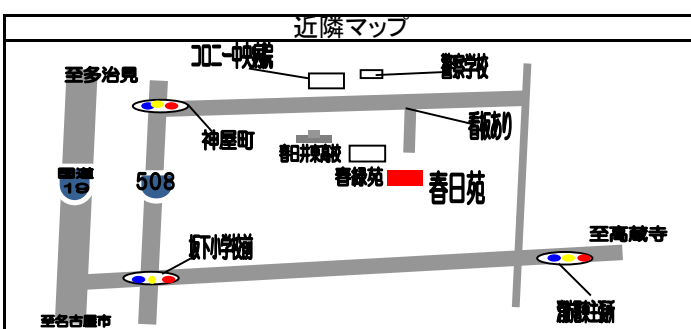 近隣マップ
コロニー中央病院
警察学校
至多治見
神屋町
看板あり
春日井東高校
国道
19
508
春緑苑
春日苑
坂下小学校前
至高蔵寺
至名古屋市